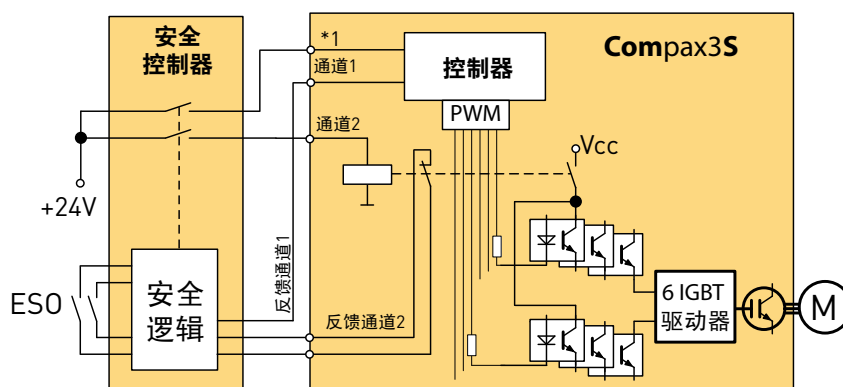 安全
控制器
*1
通道1
控制器
Compax3S
PWM
通道2
Vcc
+24V
反馈通道1
ESO
安全
逻辑
反馈通道2
6 IGBT
驱动器
M